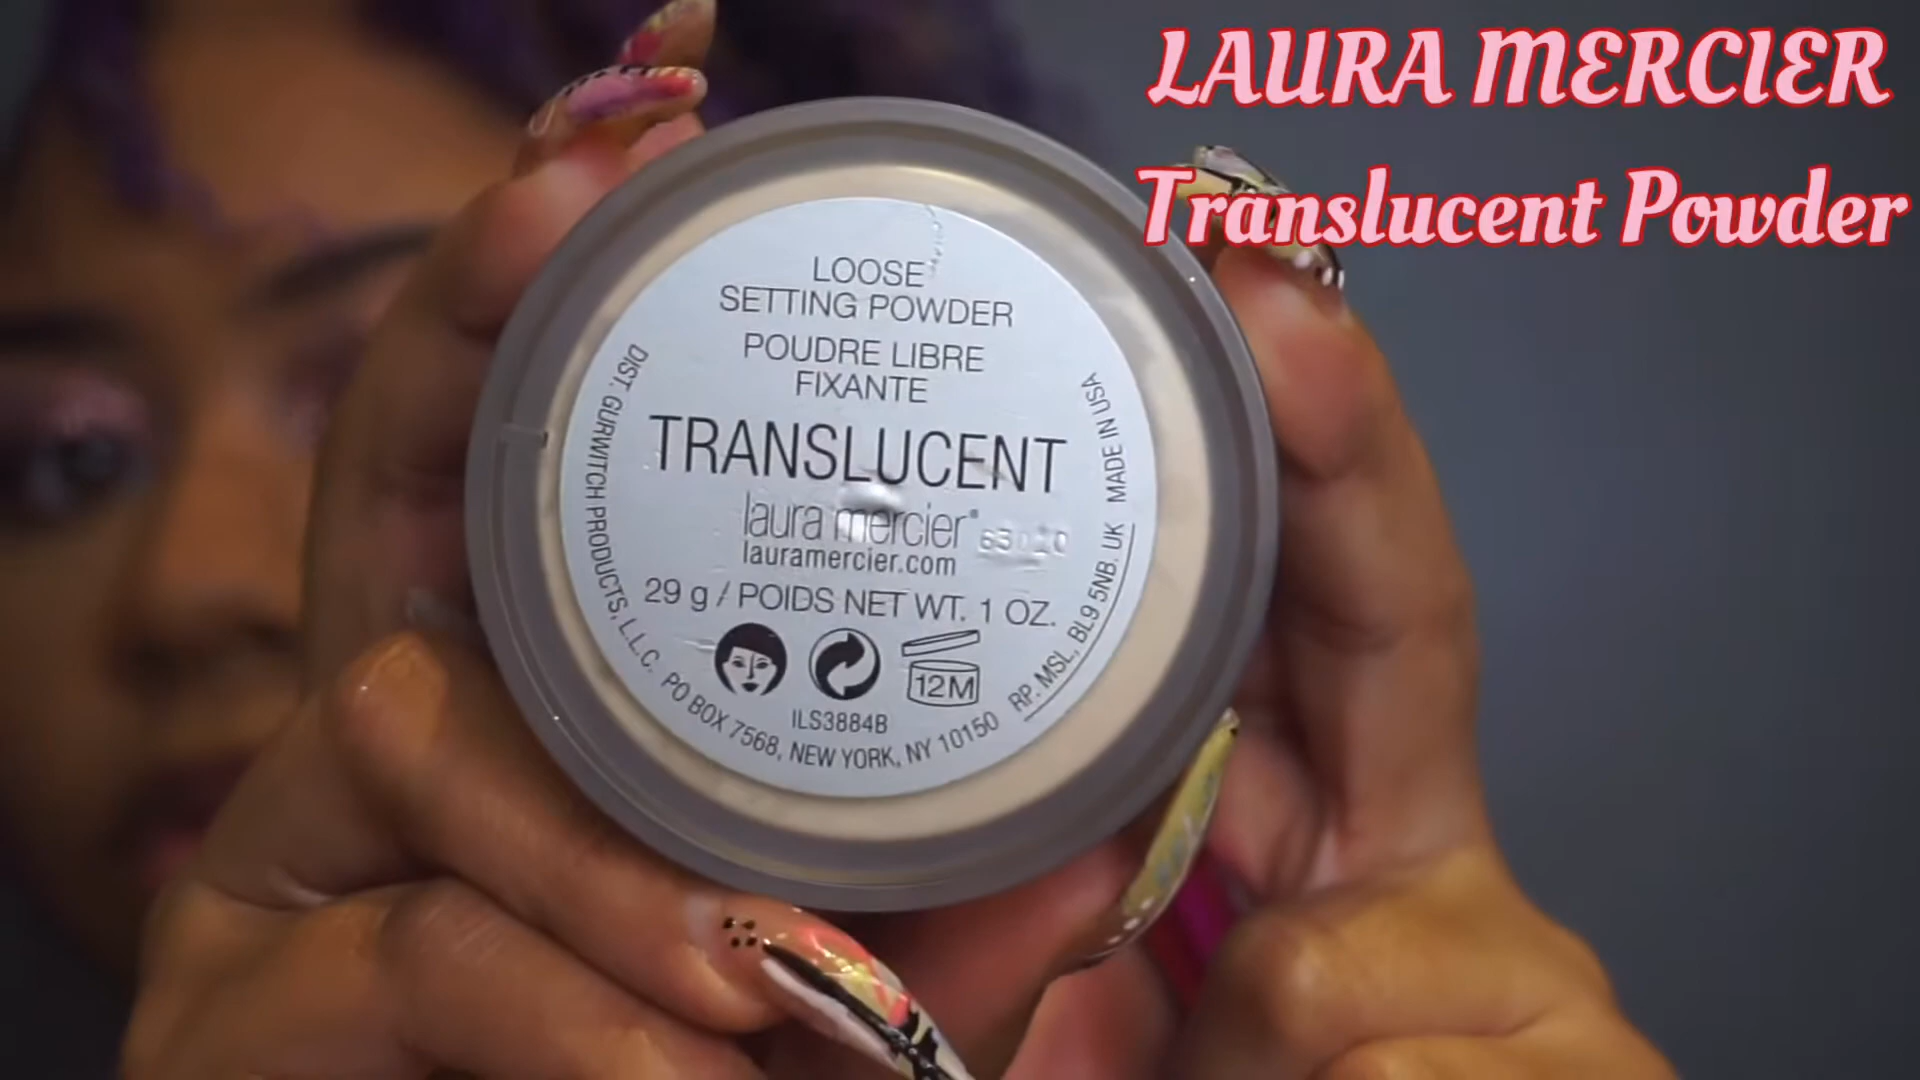 LAURA MERCIER
Translucent Powder
LOOSE
SETTING POWDER
POUDRE LIBRE
FIXANTE
TRANSLUCENT
laura mercier®
lauramercier.com
29 g / POIDS NET WT. 1 OZ.
12M
ILS3884B
DIST. GURWITCH PRODUCTS, L.L.C. PO BOX 7568, NEW YORK, NY 10150 RP. MSL, BL9 5NB. UK MADE IN USA